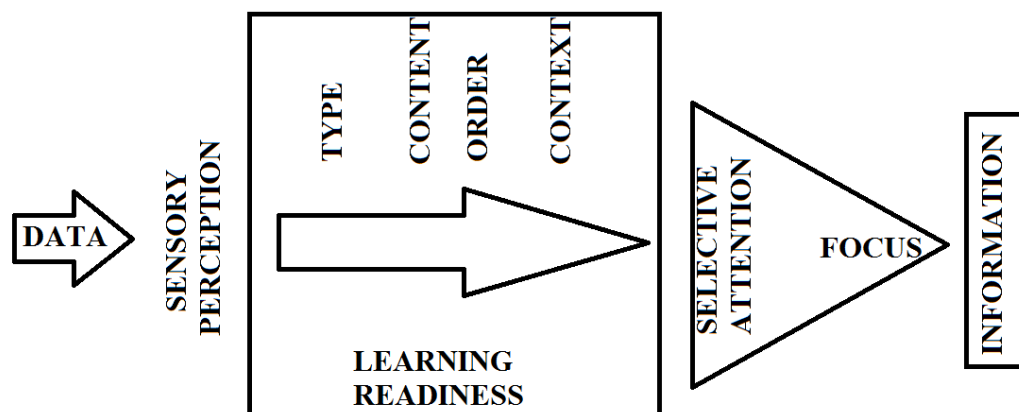 DATA
SENSORY
PERCEPTION
TYPE
CONTENT
ORDER
CONTEXT
LEARNING
READINESS
SELECTIVE
ATTENTION
FOCUS
INFORMATION